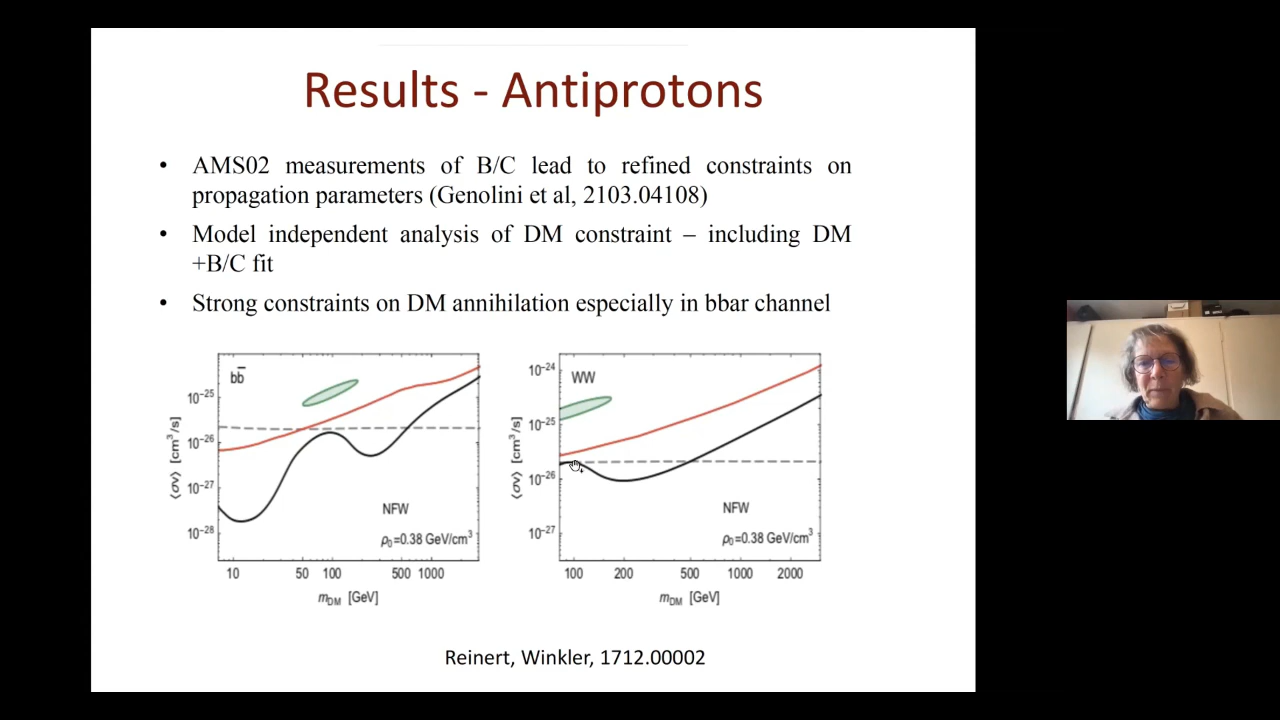 Results - Antiprotons
• AMS02 measurements of B/C lead to refined constraints on
propagation parameters (Genolini et al, 2103.04108)
• Model independent analysis of DM constraint – including DM
+B/C fit
• Strong constraints on DM annihilation especially in bbar channel
bb̅
10⁻²⁵
10⁻²⁶
10⁻²⁷
10⁻²⁸
⟨σv⟩ [cm³/s]
NFW
ρ₀=0.38 GeV/cm³
10 50 100 500 1000
m_DM [GeV]
WW
10⁻²⁴
10⁻²⁵
10⁻²⁶
10⁻²⁷
⟨σv⟩ [cm³/s]
NFW
ρ₀=0.38 GeV/cm³
100 200 500 1000 2000
m_DM [GeV]
Reinert, Winkler, 1712.00002